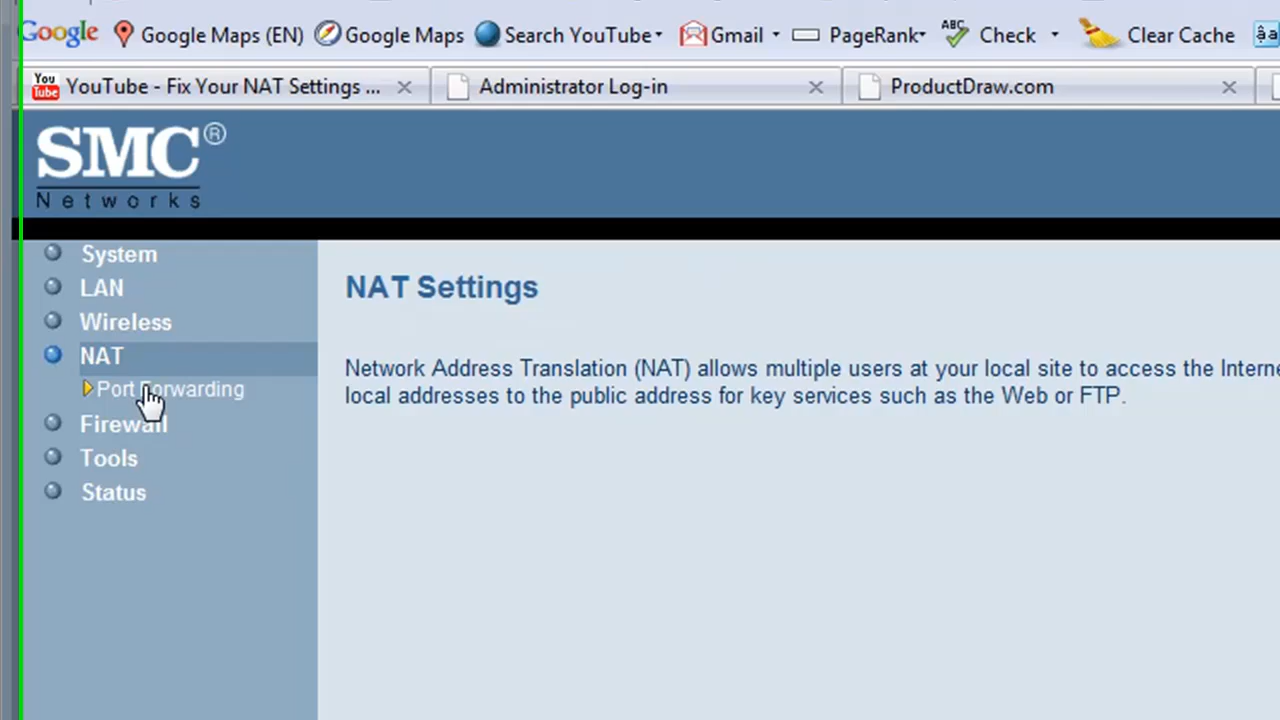 Google Google Maps (EN) Google Maps Search YouTube Gmail PageRank ABC Check Clear Cache âa
You Tube YouTube - Fix Your NAT Settings ... Administrator Log-in ProductDraw.com
SMC®
Networks
System
LAN
Wireless
NAT
Port Forwarding
Firewall
Tools
Status
NAT Settings
Network Address Translation (NAT) allows multiple users at your local site to access the Interne
local addresses to the public address for key services such as the Web or FTP.